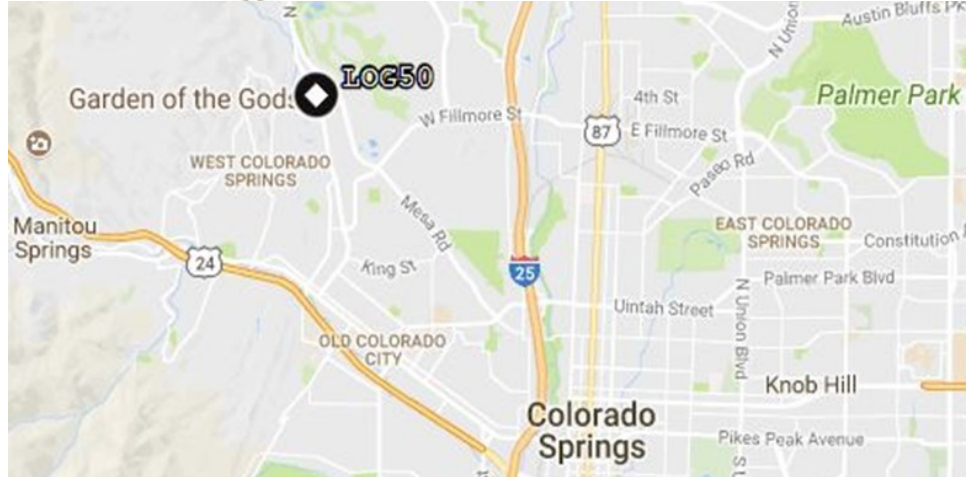 N
LOC50
Garden of the Gods
WEST COLORADO
SPRINGS
Manitou
Springs
24
W Fillmore St
Mesa Rd
King St
OLD COLORADO
CITY
25
87
4th St
E Fillmore St
Paseo Rd
N Union
Austin Bluffs Pk
Palmer Park
EAST COLORADO
SPRINGS
Constitution A
Palmer Park Blvd
Uintah Street
N Union Blvd
Knob Hill
Colorado
Springs
Pikes Peak Avenue
S U